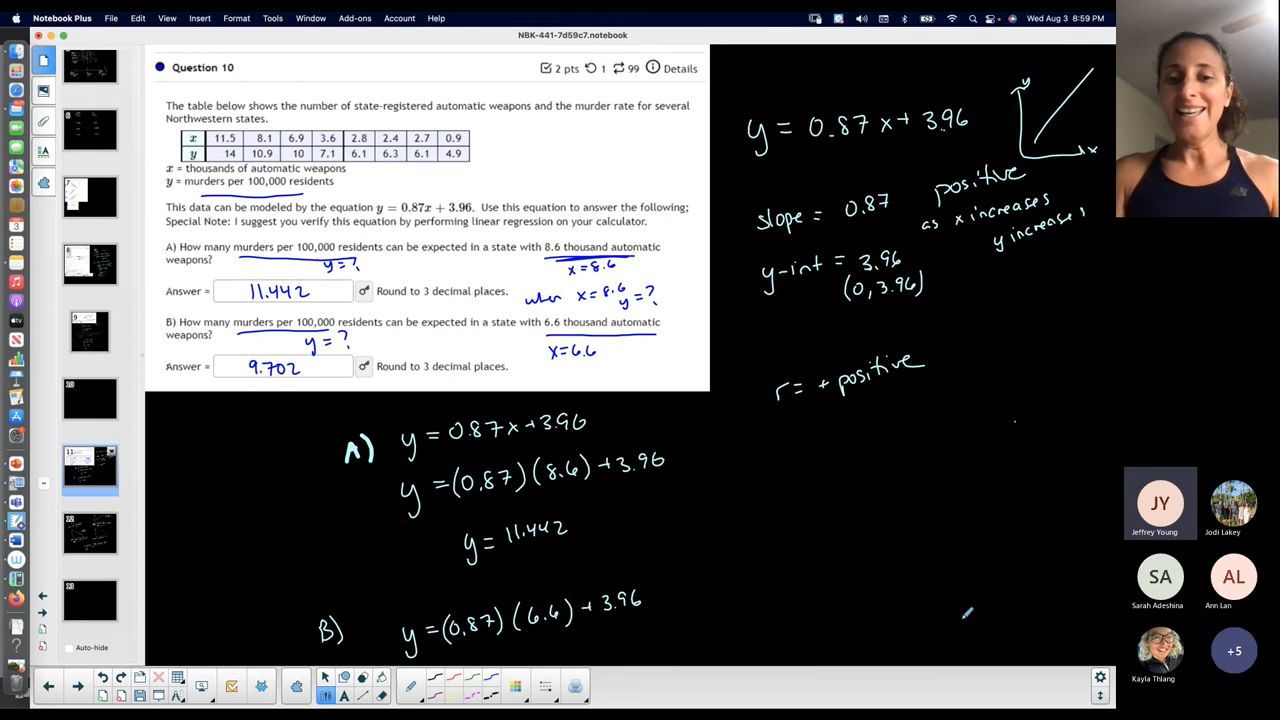 Notebook Plus File Edit View Insert Format Tools Window Add-ons Account Help
Wed Aug 3 8:59 PM
NBK-441-7d59c7.notebook
Question 10
2 pts 1 99 Details
The table below shows the number of state-registered automatic weapons and the murder rate for several
Northwestern states.
x 11.5 8.1 6.9 3.6 2.8 2.4 2.7 0.9
y 14 10.9 10 7.1 6.1 6.3 6.1 4.9
x = thousands of automatic weapons
y = murders per 100,000 residents
This data can be modeled by the equation y = 0.87x + 3.96. Use this equation to answer the following;
Special Note: I suggest you verify this equation by performing linear regression on your calculator.
A) How many murders per 100,000 residents can be expected in a state with 8.6 thousand automatic
weapons?
y = ?
x = 8.6
Answer = 11.442 Round to 3 decimal places.
when x = 8.6
y = ?
B) How many murders per 100,000 residents can be expected in a state with 6.6 thousand automatic
weapons?
y = ?
x = 6.6
Answer = 9.702 Round to 3 decimal places.
A) y = 0.87x + 3.96
y = (0.87)(8.6) + 3.96
y = 11.442
B) y = (0.87)(6.6) + 3.96
y = 0.87x + 3.96
y
x
slope = 0.87 positive
as x increases
y increases
y-int = 3.96
(0, 3.96)
r = + positive
6
7
8
9
10
11
12
13
Auto-hide
JY
Jeffrey Young
Jodi Lakey
SA
Sarah Adeshina
AL
Ann Lan
Kayla Thlang
+5